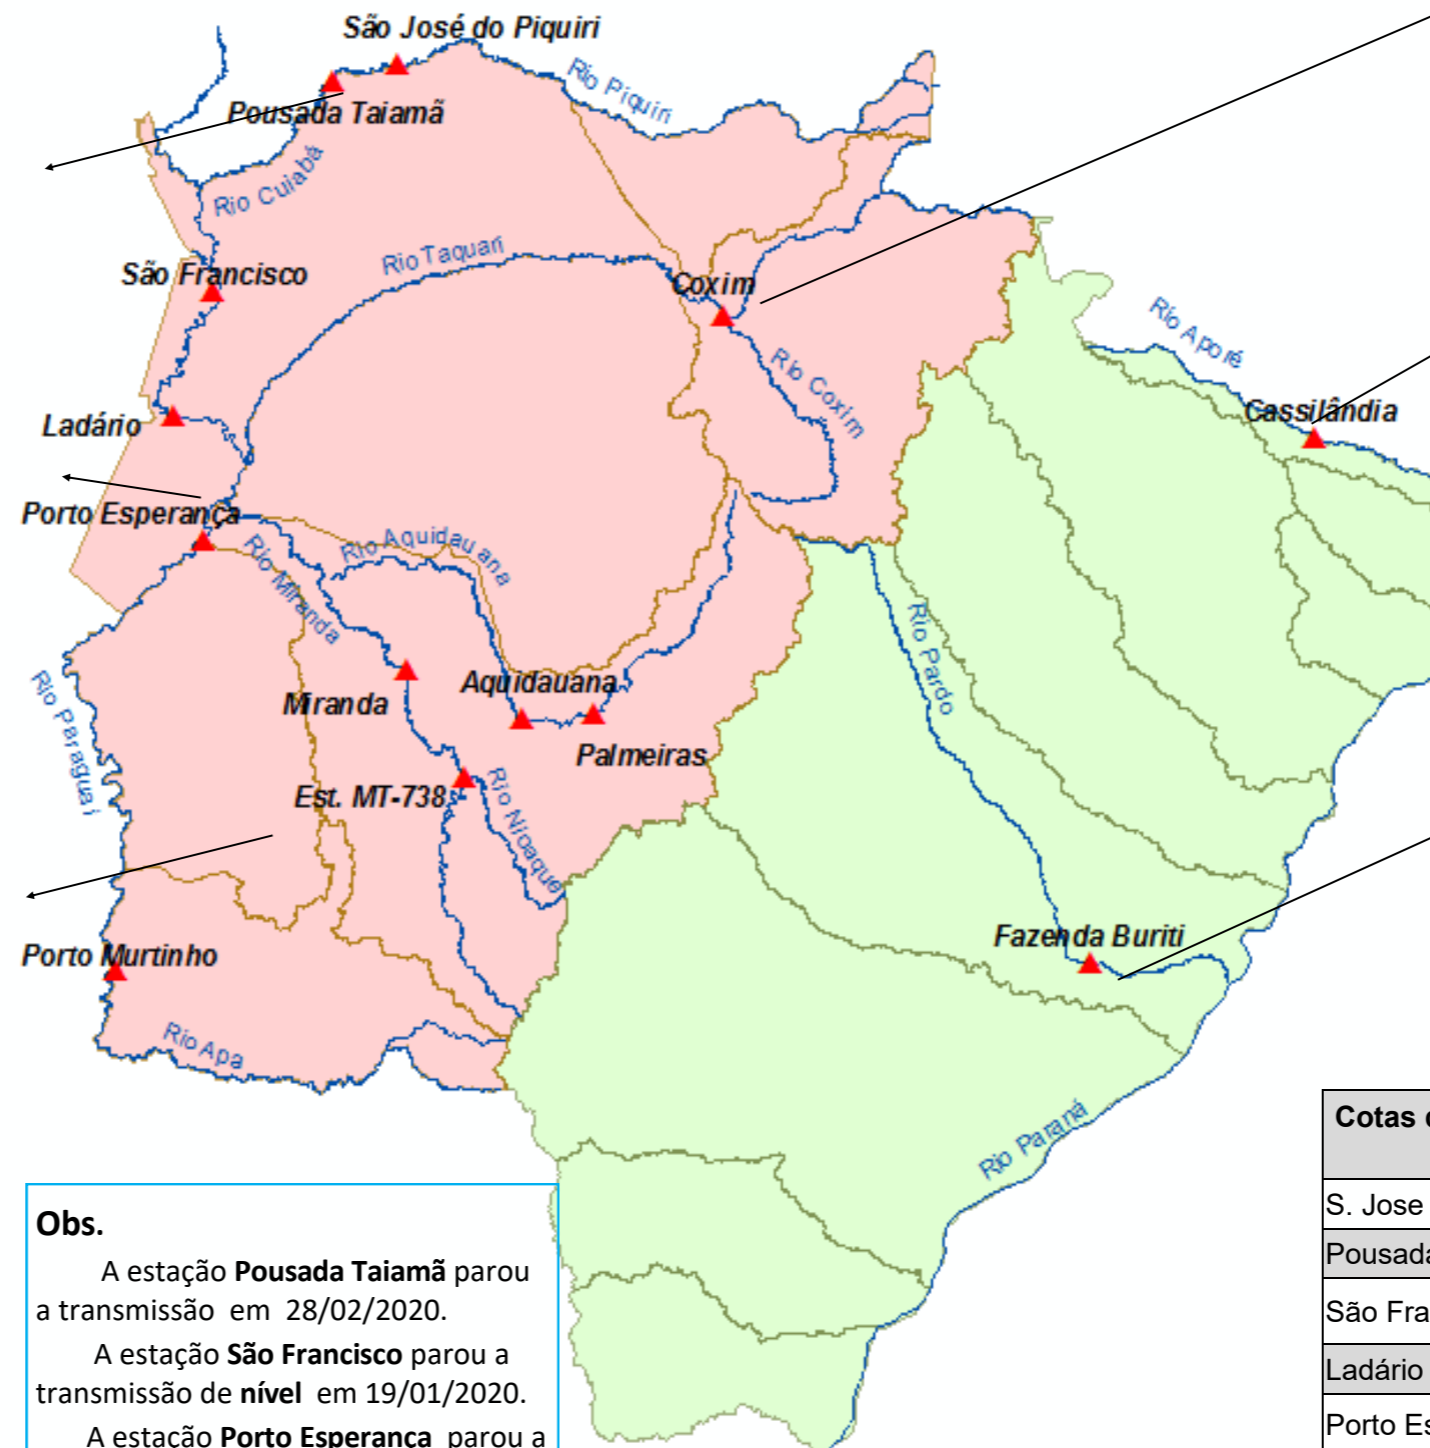 São José do Piquiri
Rio Piquiri
Pousada Taiamã
Rio Cuiabá
Rio Taquari
São Francisco
Coxim
Rio Aporé
Rio Coxim
Cassilândia
Ladário
Porto Esperança
Rio Aquidauana
Rio Miranda
Rio Pardo
Rio Paraguai
Miranda
Aquidauana
Palmeiras
Est. MT-738
Rio Nioaque
Fazenda Buriti
Porto Murtinho
Rio Apa
Rio Paraná
Obs.
A estação Pousada Taiamã parou
a transmissão em 28/02/2020.
A estação São Francisco parou a
transmissão de nível em 19/01/2020.
A estação Porto Esperança parou a
Cotas
S. Jose
Pousada
São Fra
Ladário
Porto Es